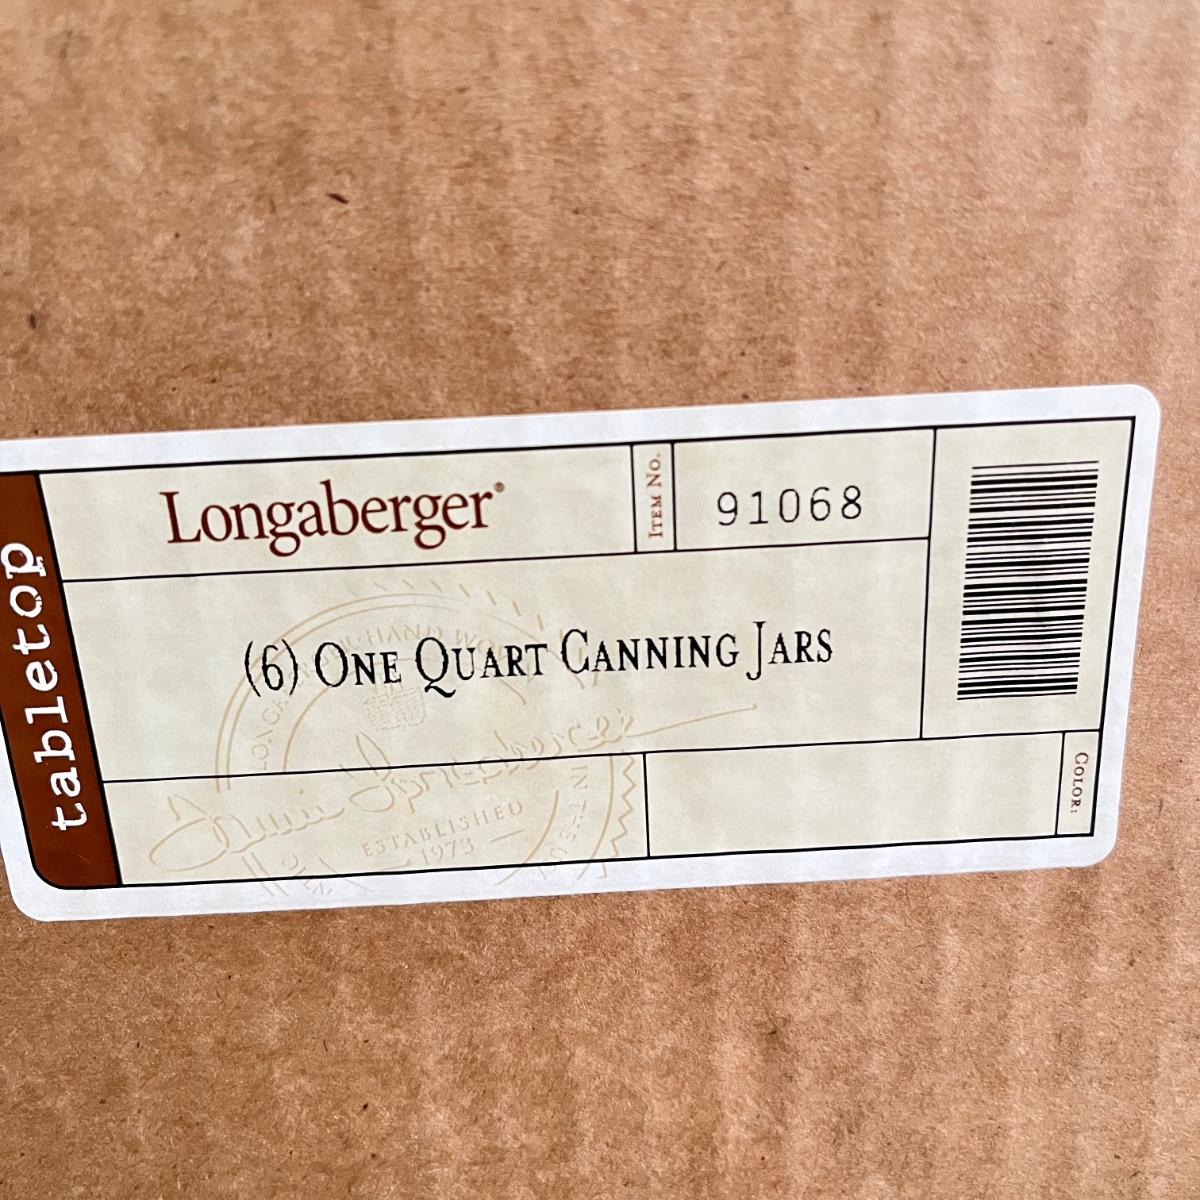 tabletop
Longaberger®
ITEM NO.
91068
(6) ONE QUART CANNING JARS
ESTABLISHED
1973
COLOR: